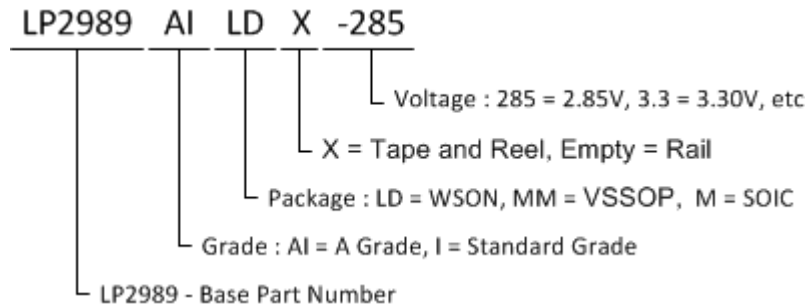 LP2989 AI LD X -285
Voltage : 285 = 2.85V, 3.3 = 3.30V, etc
X = Tape and Reel, Empty = Rail
Package : LD = WSON, MM = VSSOP, M = SOIC
Grade : AI = A Grade, I = Standard Grade
LP2989 - Base Part Number